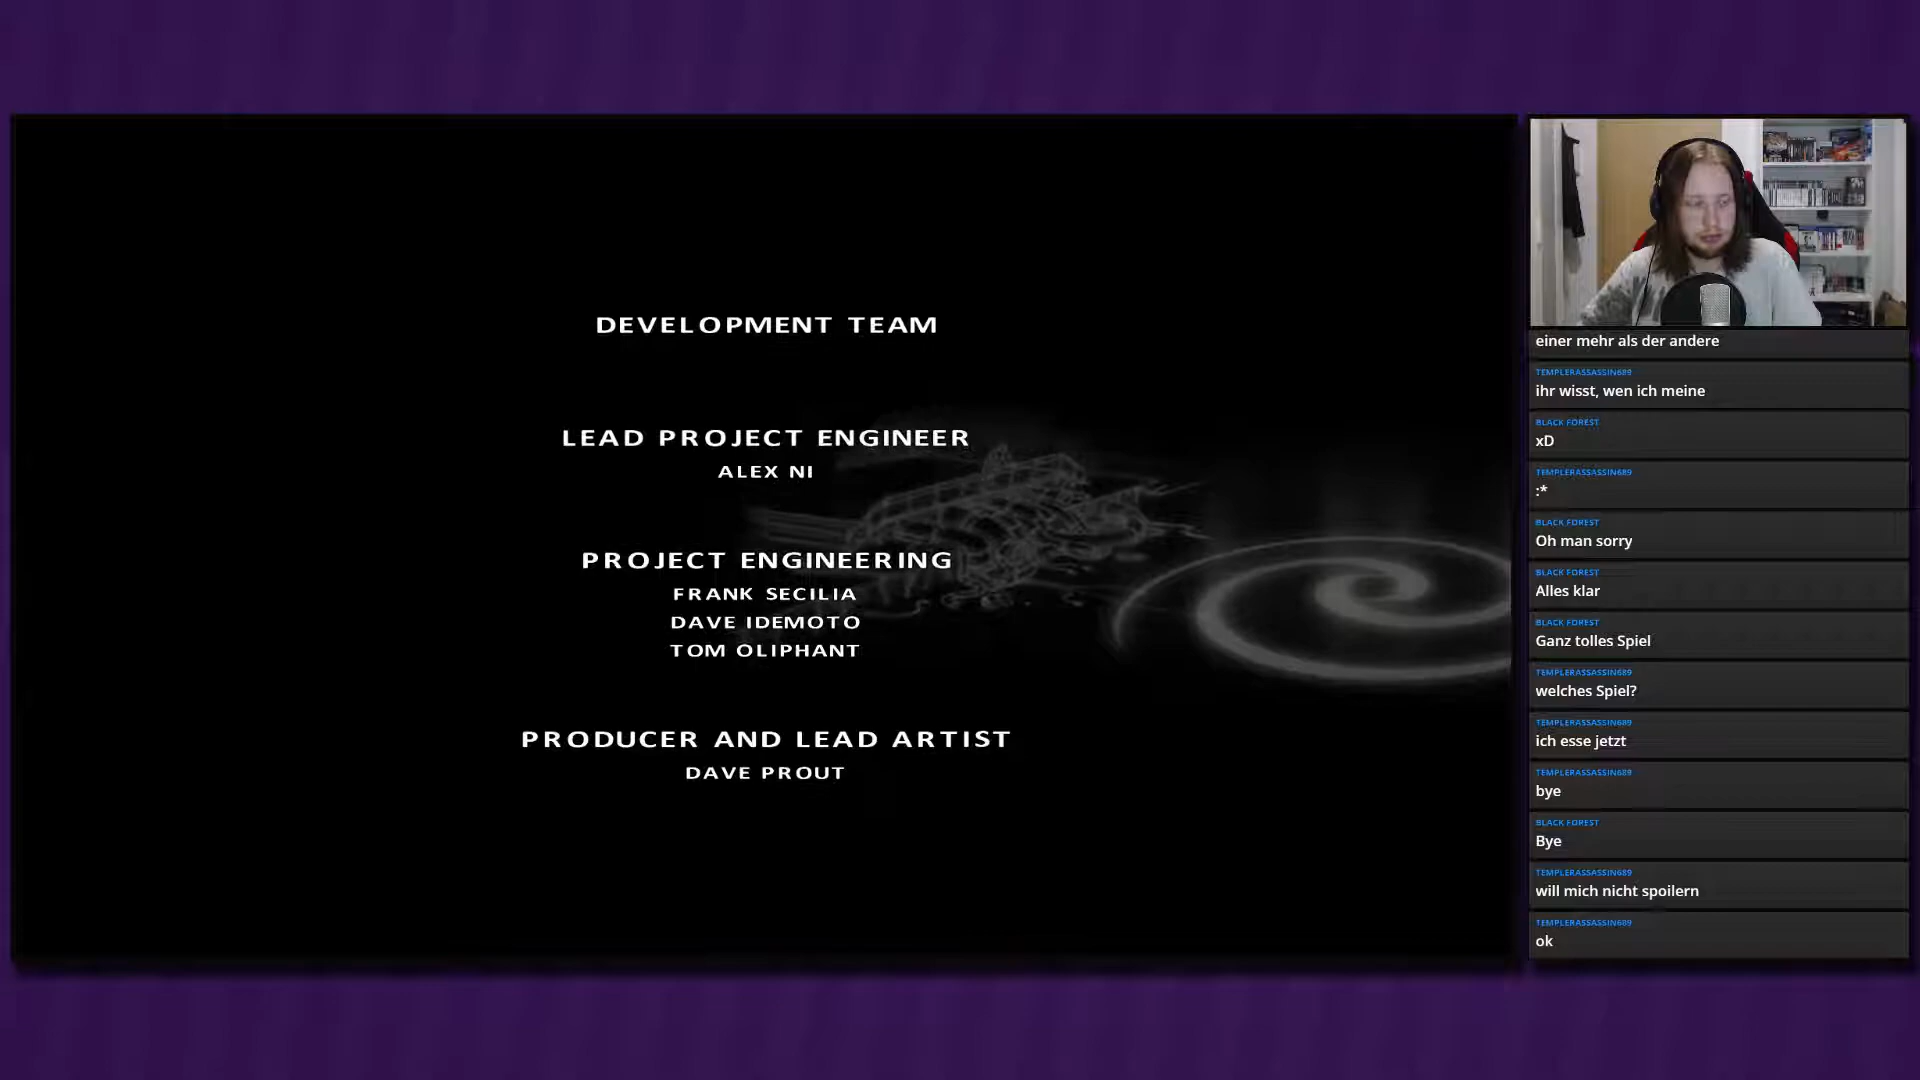 DEVELOPMENT TEAM
LEAD PROJECT ENGINEER
ALEX NI
PROJECT ENGINEERING
FRANK SECILIA
DAVE IDEMOTO
TOM OLIPHANT
PRODUCER AND LEAD ARTIST
DAVE PROUT
einer mehr als der andere
TEMPLERASSASSIN689
ihr wisst, wen ich meine
BLACK FOREST
xD
TEMPLERASSASSIN689
:*
BLACK FOREST
Oh man sorry
BLACK FOREST
Alles klar
BLACK FOREST
Ganz tolles Spiel
TEMPLERASSASSIN689
welches Spiel?
TEMPLERASSASSIN689
ich esse jetzt
TEMPLERASSASSIN689
bye
BLACK FOREST
Bye
TEMPLERASSASSIN689
will mich nicht spoilern
TEMPLERASSASSIN689
ok